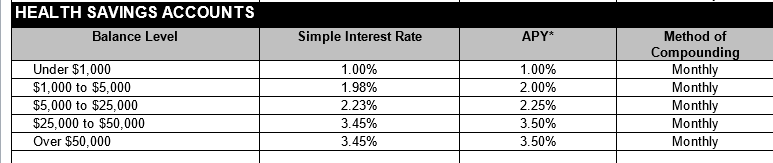 HEALTH SAVINGS ACCOUNTS
Balance Level Simple Interest Rate APY* Method of Compounding
Under $1,000 1.00% 1.00% Monthly
$1,000 to $5,000 1.98% 2.00% Monthly
$5,000 to $25,000 2.23% 2.25% Monthly
$25,000 to $50,000 3.45% 3.50% Monthly
Over $50,000 3.45% 3.50% Monthly